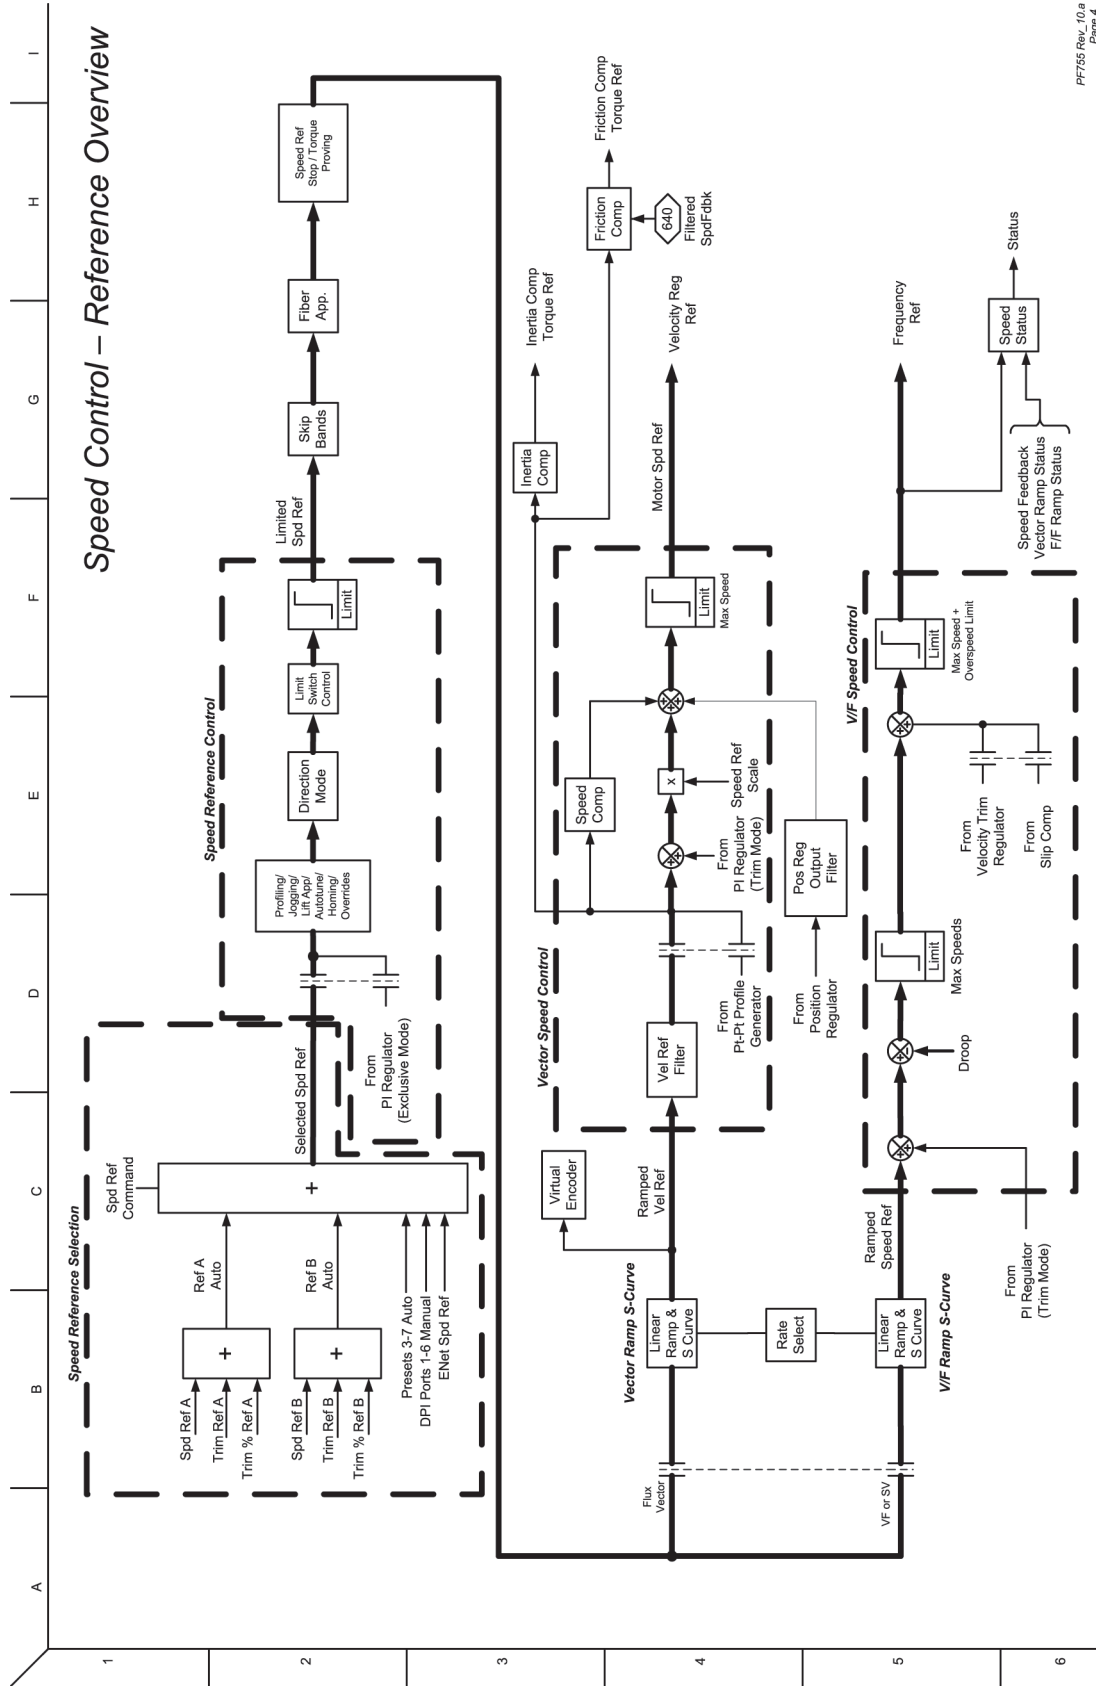 Speed Control – Reference Overview
A
B
C
D
E
F
G
H
I
1
2
3
4
5
6
Speed Reference Selection
Spd Ref A
Trim Ref A
Trim % Ref A
+
Ref A
Auto
Spd Ref B
Trim Ref B
Trim % Ref B
+
Ref B
Auto
Presets 3-7 Auto
DPI Ports 1-6 Manual
ENet Spd Ref
Spd Ref
Command
+
Selected Spd Ref
Speed Reference Control
From
PI Regulator
(Exclusive Mode)
Profiling/
Jogging/
Lift App/
Autotune/
Homing/
Overrides
Direction
Mode
Limit
Switch
Control
Limit
Limited
Spd Ref
Skip
Bands
Fiber
App.
Speed Ref
Stop / Torque
Proving
Flux
Vector
Vector Ramp S-Curve
Linear
Ramp &
S Curve
Virtual
Encoder
Ramped
Vel Ref
Rate
Select
Vector Speed Control
Vel Ref
Filter
From
Pt-Pt Profile
Generator
Speed
Comp
+
+
From
PI Regulator
(Trim Mode)
x
Speed Ref
Scale
+
+
+
From
Position
Regulator
Pos Reg
Output
Filter
Limit
Max Speed
Motor Spd Ref
Velocity Reg
Ref
Inertia
Comp
Inertia Comp
Torque Ref
Friction
Comp
Friction Comp
Torque Ref
640
Filtered
SpdFdbk
VF or SV
Linear
Ramp &
S Curve
V/F Ramp S-Curve
Ramped
Speed Ref
From
PI Regulator
(Trim Mode)
V/F Speed Control
+
+
+
-
Droop
Limit
Max Speeds
+
+
From
Velocity Trim
Regulator
From
Slip Comp
Limit
Max Speed +
Overspeed Limit
Frequency
Ref
Speed Feedback
Vector Ramp Status
F/F Ramp Status
Speed
Status
Status
PF755 Rev_10.a
Page 4